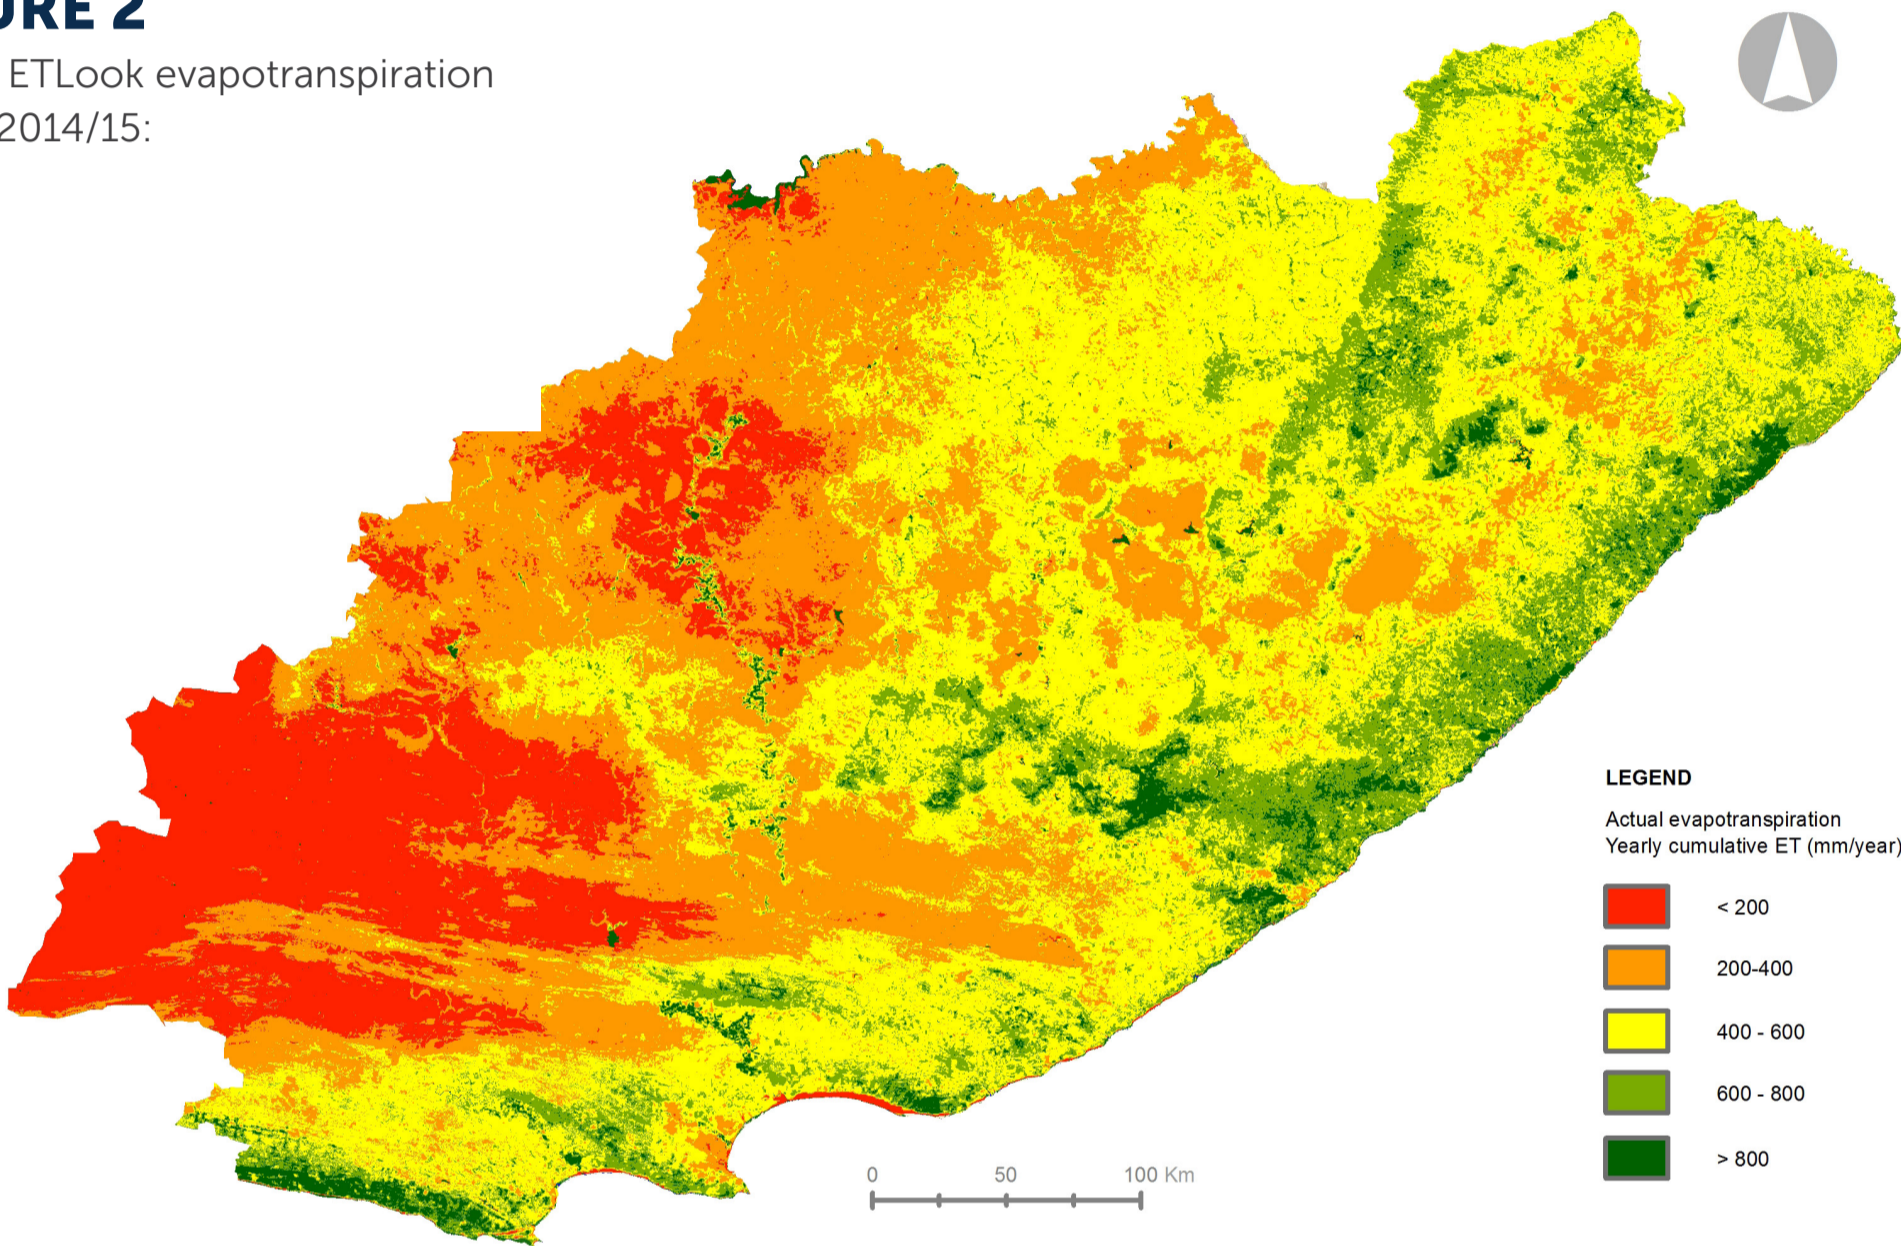 URE 2
ETLook evapotranspiration
2014/15:
LEGEND
Actual evapotranspiration
Yearly cumulative ET (mm/year)
< 200
200-400
400 - 600
600 - 800
> 800
0 50 100 Km